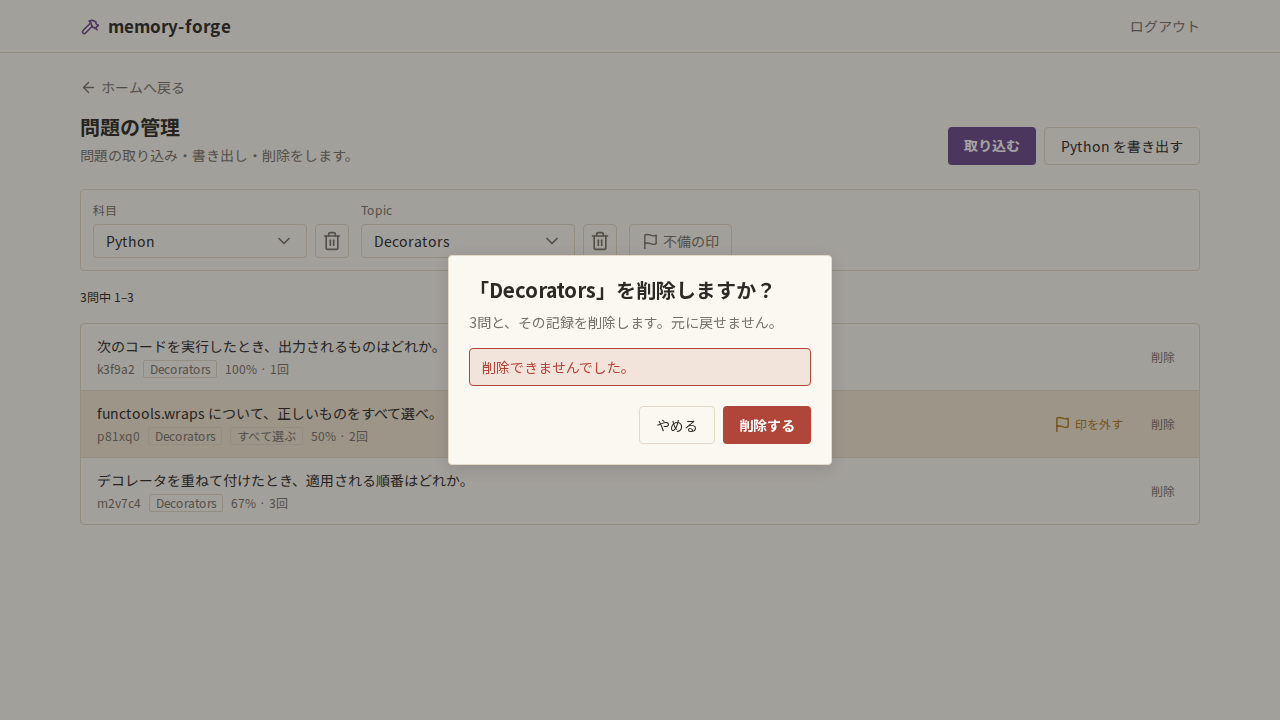 memory-forge
ログアウト
ホームへ戻る
問題の管理
問題の取り込み・書き出し・削除をします。
取り込む
Python を書き出す
科目
Topic
Python
Decorators
不備の印
3問中 1–3
「Decorators」を削除しますか？
3問と、その記録を削除します。元に戻せません。
削除できませんでした。
やめる
削除する
次のコードを実行したとき、出力されるものはどれか。
k3f9a2 Decorators 100% · 1回
削除
functools.wraps について、正しいものをすべて選べ。
p81xq0 Decorators すべて選ぶ 50% · 2回
印を外す
削除
デコレータを重ねて付けたとき、適用される順番はどれか。
m2v7c4 Decorators 67% · 3回
削除